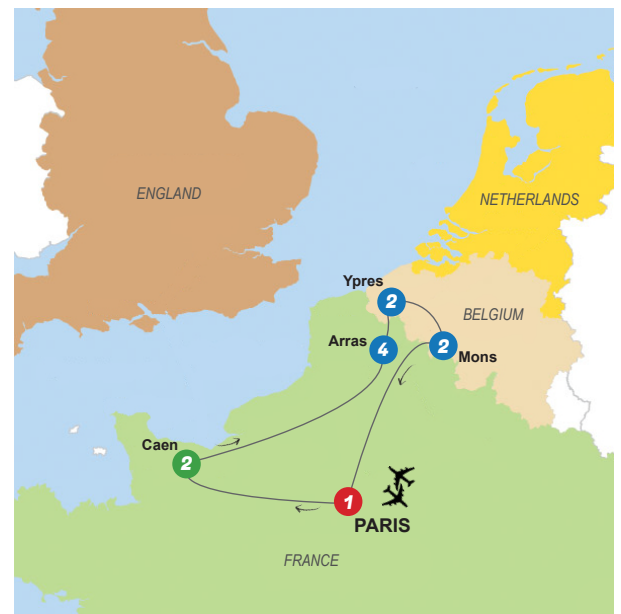 ENGLAND
NETHERLANDS
Ypres
2
BELGIUM
Arras
4
2
Mons
Caen
2
1
PARIS
FRANCE